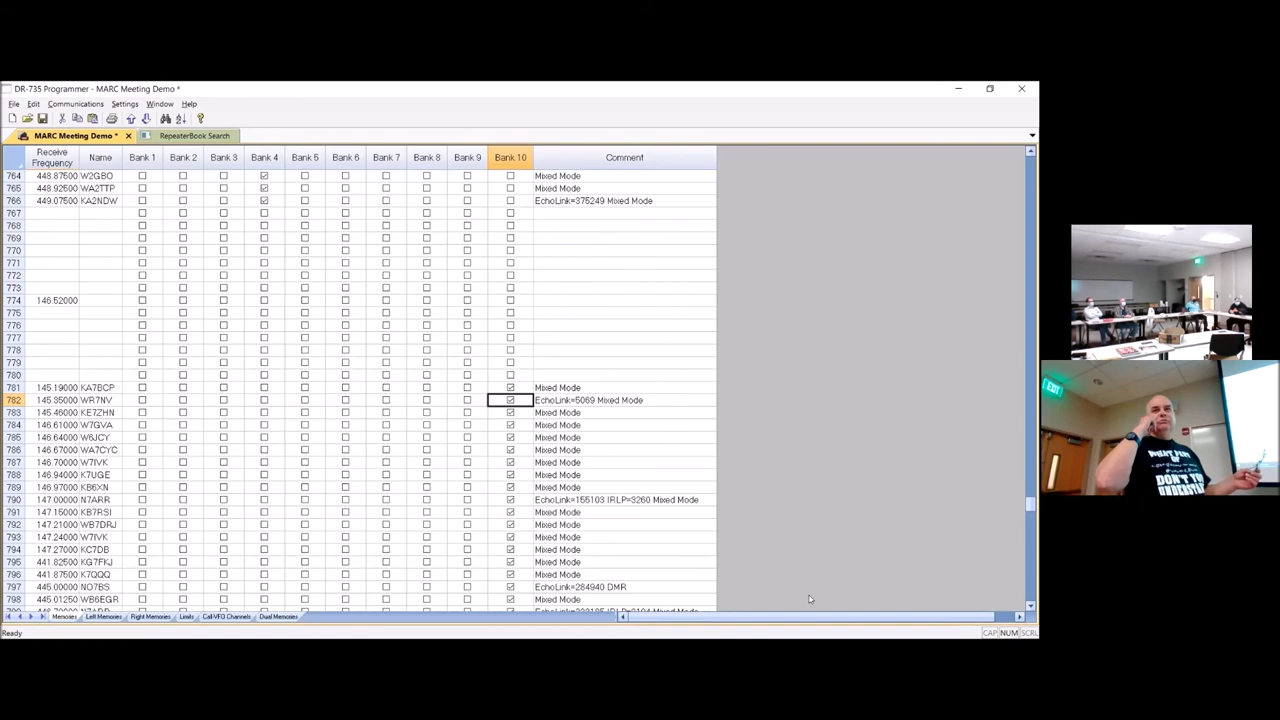 DR-735 Programmer - MARC Meeting Demo *
File Edit Communications Settings Window Help
MARC Meeting Demo * RepeaterBook Search
Receive Frequency Name Bank 1 Bank 2 Bank 3 Bank 4 Bank 5 Bank 6 Bank 7 Bank 8 Bank 9 Bank 10 Comment
764 448.87500 W2GBO Mixed Mode
765 448.92500 WA2TTP Mixed Mode
766 449.07500 KA2NDW EchoLink=375249 Mixed Mode
767
768
769
770
771
772
773
774 146.52000
775
776
777
778
779
780
781 145.19000 KA7BCP Mixed Mode
782 145.35000 WR7NV EchoLink=5069 Mixed Mode
783 145.46000 KE7ZHN Mixed Mode
784 146.61000 W7GVA Mixed Mode
785 146.64000 W6JCY Mixed Mode
786 146.67000 WA7CYC Mixed Mode
787 146.70000 W7IVK Mixed Mode
788 146.94000 K7UGE Mixed Mode
789 146.97000 KB6XN Mixed Mode
790 147.00000 N7ARR EchoLink=155103 IRLP=3260 Mixed Mode
791 147.15000 KB7RSI Mixed Mode
792 147.21000 WB7DRJ Mixed Mode
793 147.24000 W7IVK Mixed Mode
794 147.27000 KC7DB Mixed Mode
795 441.82500 KG7FKJ Mixed Mode
796 441.87500 K7QQQ Mixed Mode
797 445.00000 NO7BS EchoLink=284940 DMR
798 445.01250 WB6EGR Mixed Mode
Memories Left Memories Right Memories Limits Call/VFO Channels Dual Memories
Ready CAP NUM SCRL
EXIT
WHAT PART
OF
DON'T YOU
UNDERSTAND